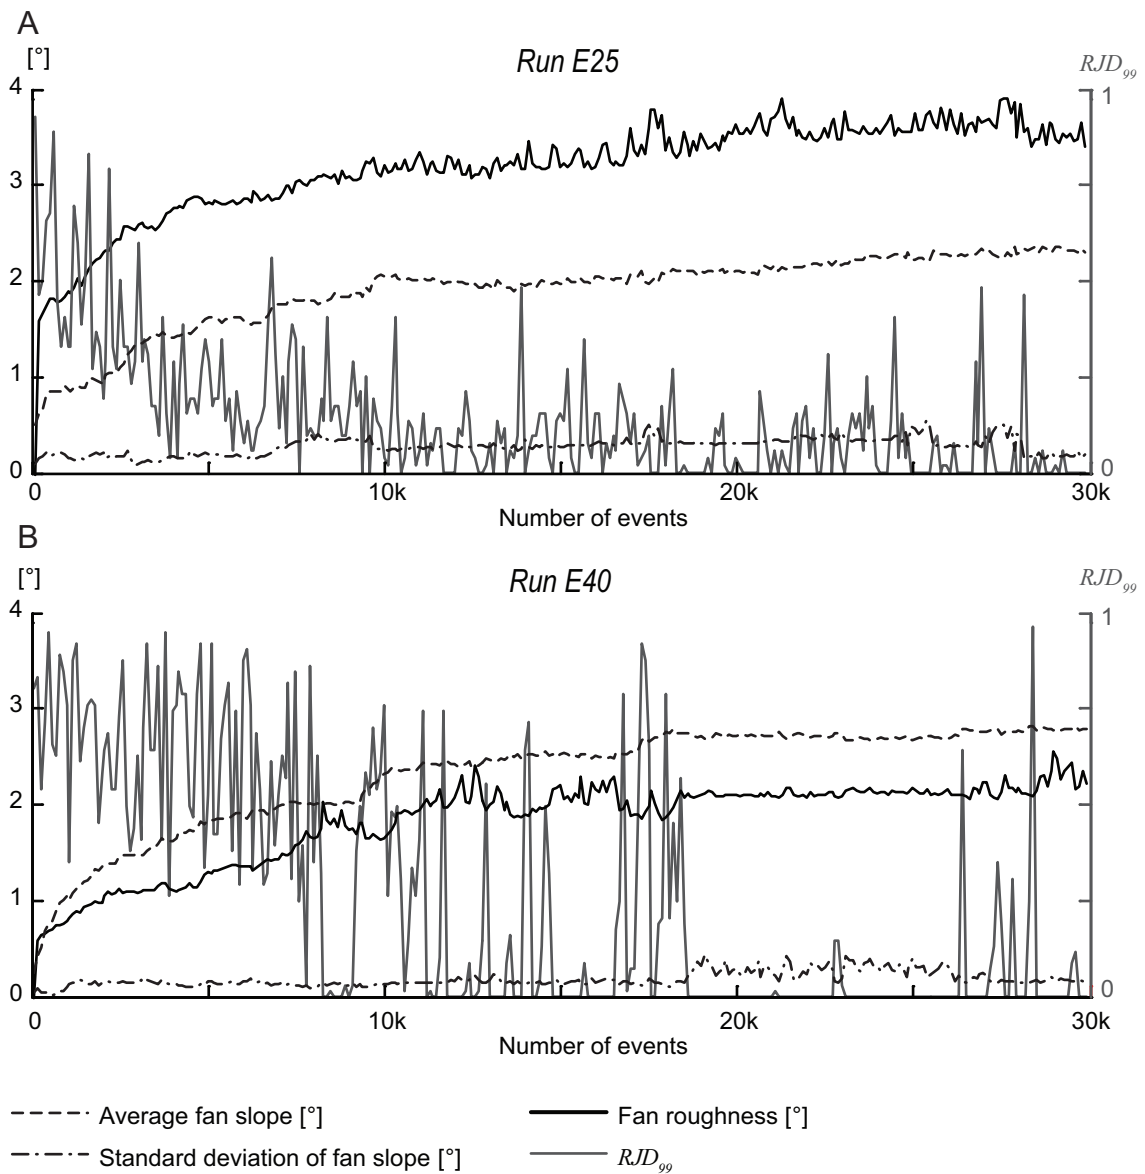 A
[°]
Run E25
RJD99
4
1
3
2
1
0
0
0
10k
20k
30k
Number of events
B
[°]
Run E40
RJD99
4
1
3
2
1
0
0
0
10k
20k
30k
Number of events
Average fan slope [°]
Fan roughness [°]
Standard deviation of fan slope [°]
RJD99